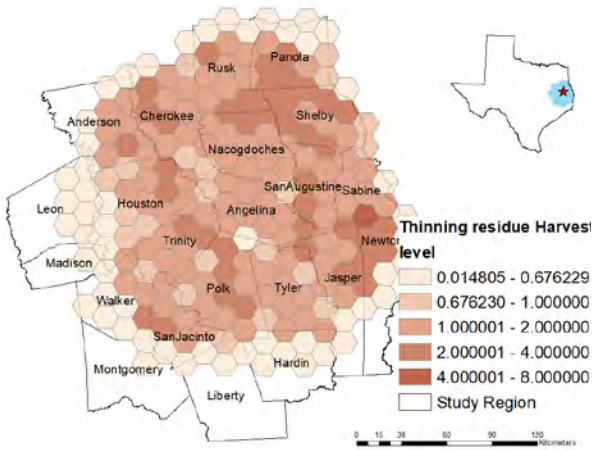 Rusk
Panola
Anderson
Cherokee
Shelby
Nacogdoches
SanAugustine
Sabine
Leon
Houston
Angelina
Trinity
Newton
Madison
Jasper
Walker
Polk
Tyler
SanJacinto
Hardin
Montgomery
Liberty
Thinning residue Harvest
level
0.014805 - 0.676229
0.676230 - 1.000000
1.000001 - 2.000000
2.000001 - 4.000000
4.000001 - 8.000000
Study Region
0 15 30 60 90 120
Kilometers